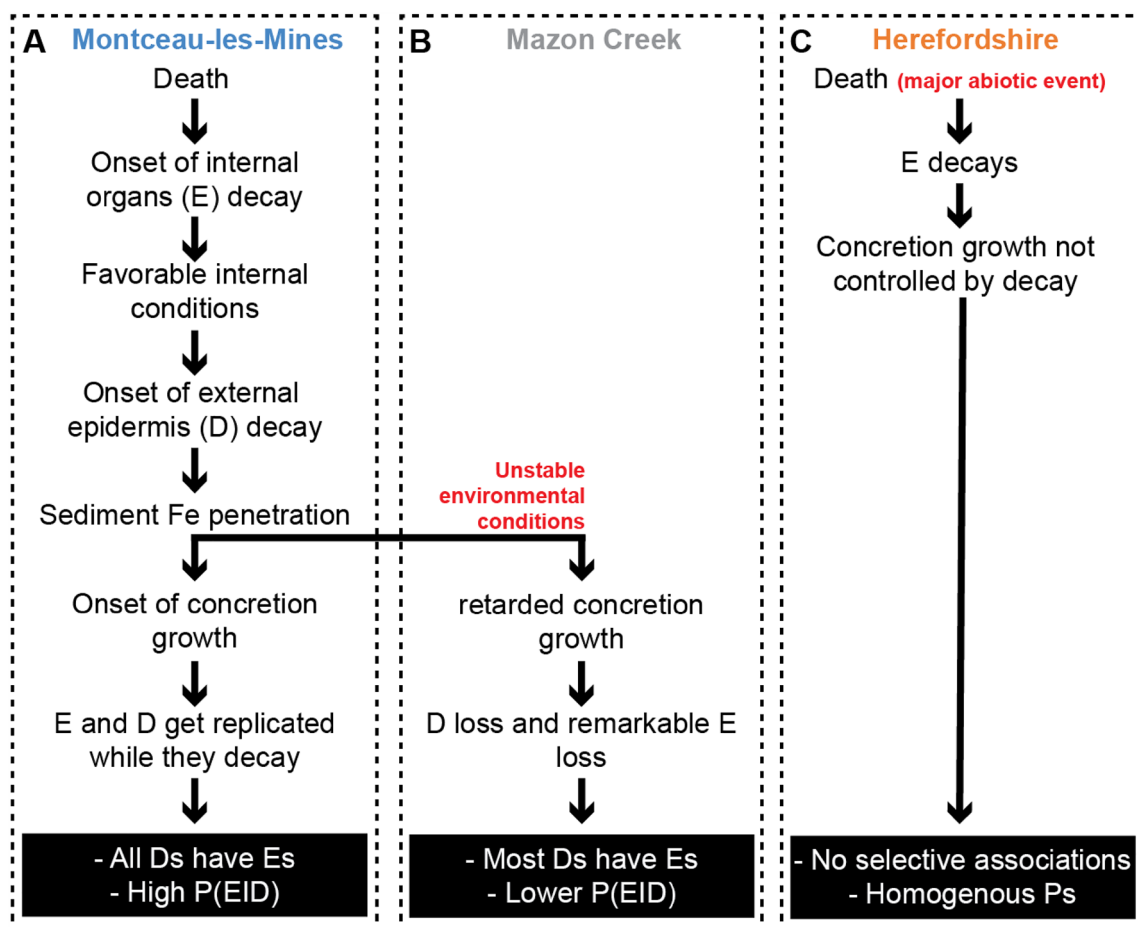 A Montceau-les-Mines
Death
Onset of internal
organs (E) decay
Favorable internal
conditions
Onset of external
epidermis (D) decay
Sediment Fe penetration
Onset of concretion
growth
E and D get replicated
while they decay
- All Ds have Es
- High P(EID)
B Mazon Creek
Unstable
environmental
conditions
retarded concretion
growth
D loss and remarkable E
loss
- Most Ds have Es
- Lower P(EID)
C Herefordshire
Death (major abiotic event)
E decays
Concretion growth not
controlled by decay
- No selective associations
- Homogenous Ps